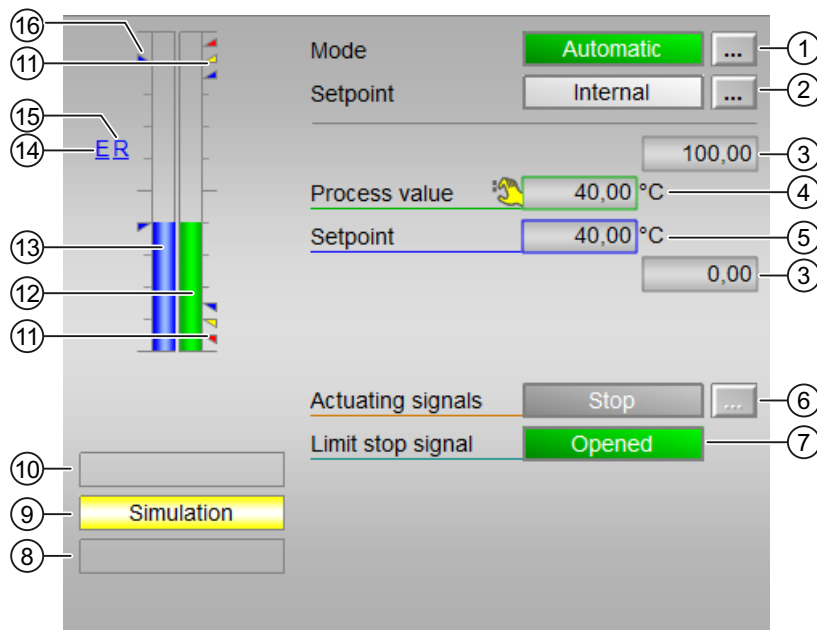 16
11
15
14
13
12
11
10
9
8
E R
Mode Automatic ... 1
Setpoint Internal ... 2
100,00 3
Process value 40,00 °C 4
Setpoint 40,00 °C 5
0,00 3
Actuating signals Stop ... 6
Limit stop signal Opened 7
Simulation